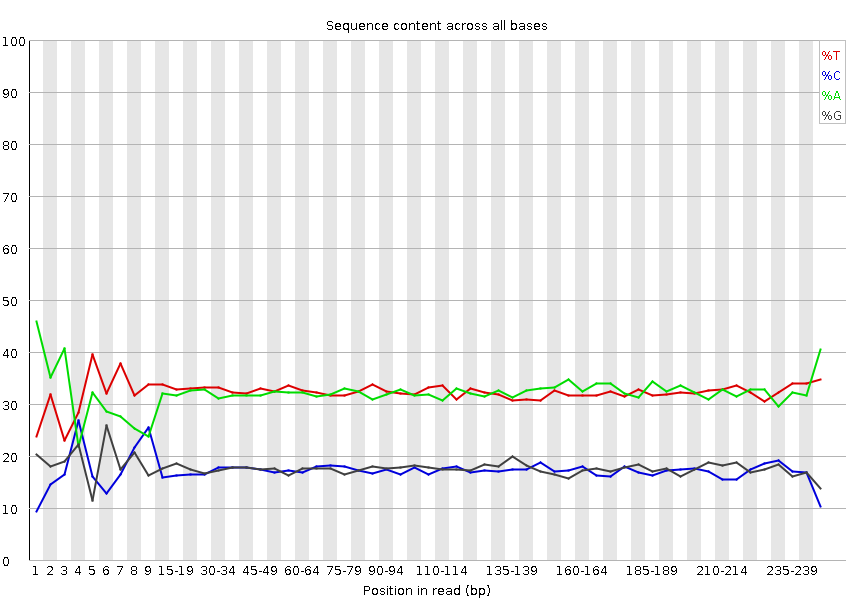 Sequence content across all bases
100
90
80
70
60
50
40
30
20
10
0
%T
%C
%A
%G
1 2 3 4 5 6 7 8 9 15-19 30-34 45-49 60-64 75-79 90-94 110-114 135-139 160-164 185-189 210-214 235-239
Position in read (bp)